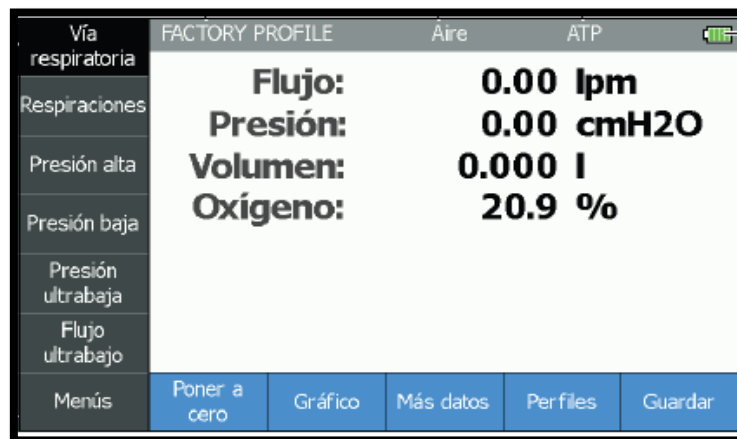 Vía respiratoria
FACTORY PROFILE Aire ATP
Respiraciones
Presión alta
Presión baja
Presión ultrabaja
Flujo ultrabajo
Menús
Flujo: 0.00 lpm
Presión: 0.00 cmH2O
Volumen: 0.000 l
Oxígeno: 20.9 %
Poner a cero
Gráfico
Más datos
Perfiles
Guardar